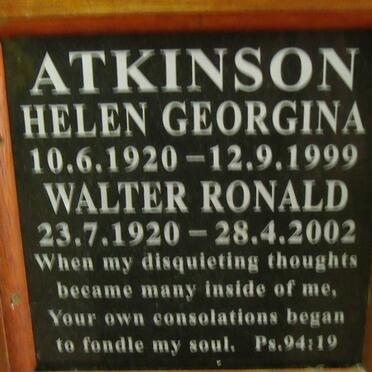 ATKINSON
HELEN GEORGINA
10.6.1920 – 12.9.1999
WALTER RONALD
23.7.1920 – 28.4.2002
When my disquieting thoughts
became many inside of me,
Your own consolations began
to fondle my soul. Ps.94:19